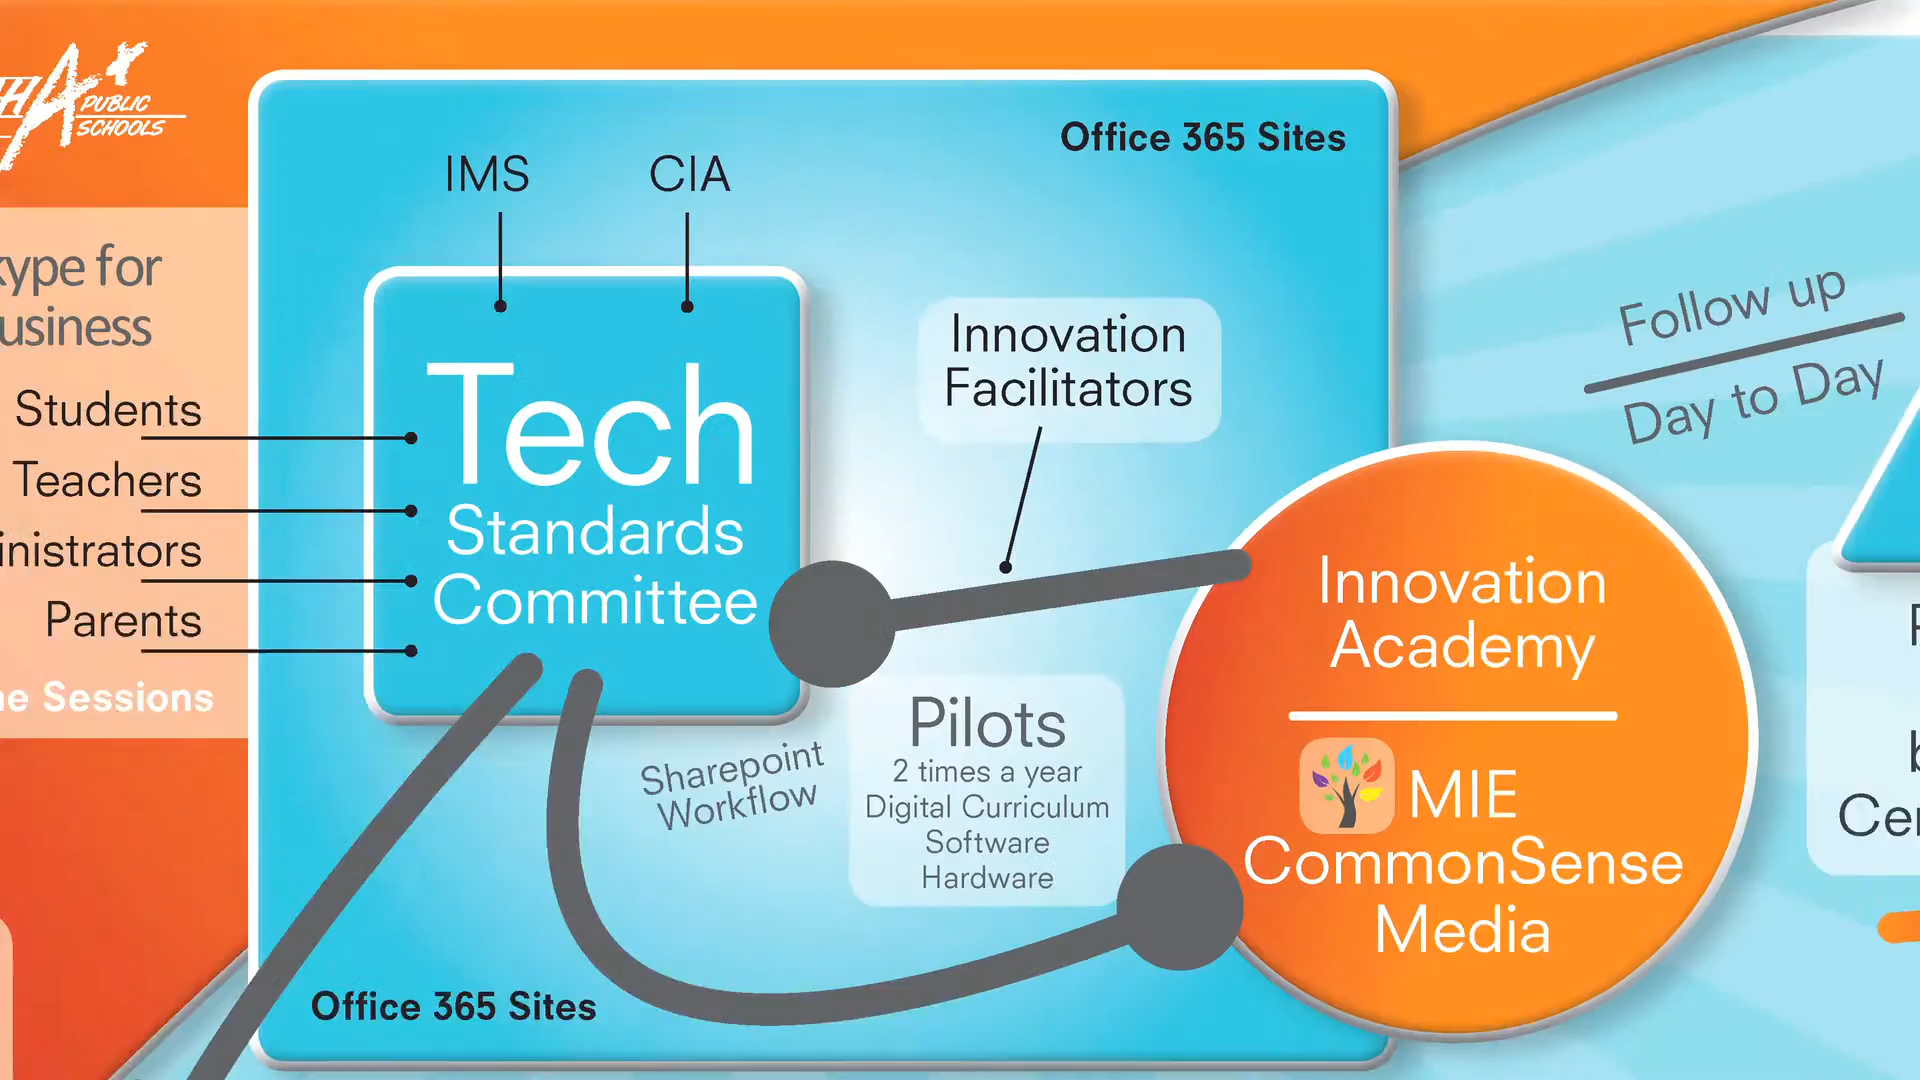 PUBLIC
SCHOOLS
Office 365 Sites
IMS
CIA
for
Students
Teachers
Parents
Sessions
Tech
Standards
Committee
Innovation
Facilitators
Follow up
Day to Day
Innovation
Academy
MIE
CommonSense
Media
Sharepoint
Workflow
Pilots
2 times a year
Digital Curriculum
Software
Hardware
Office 365 Sites